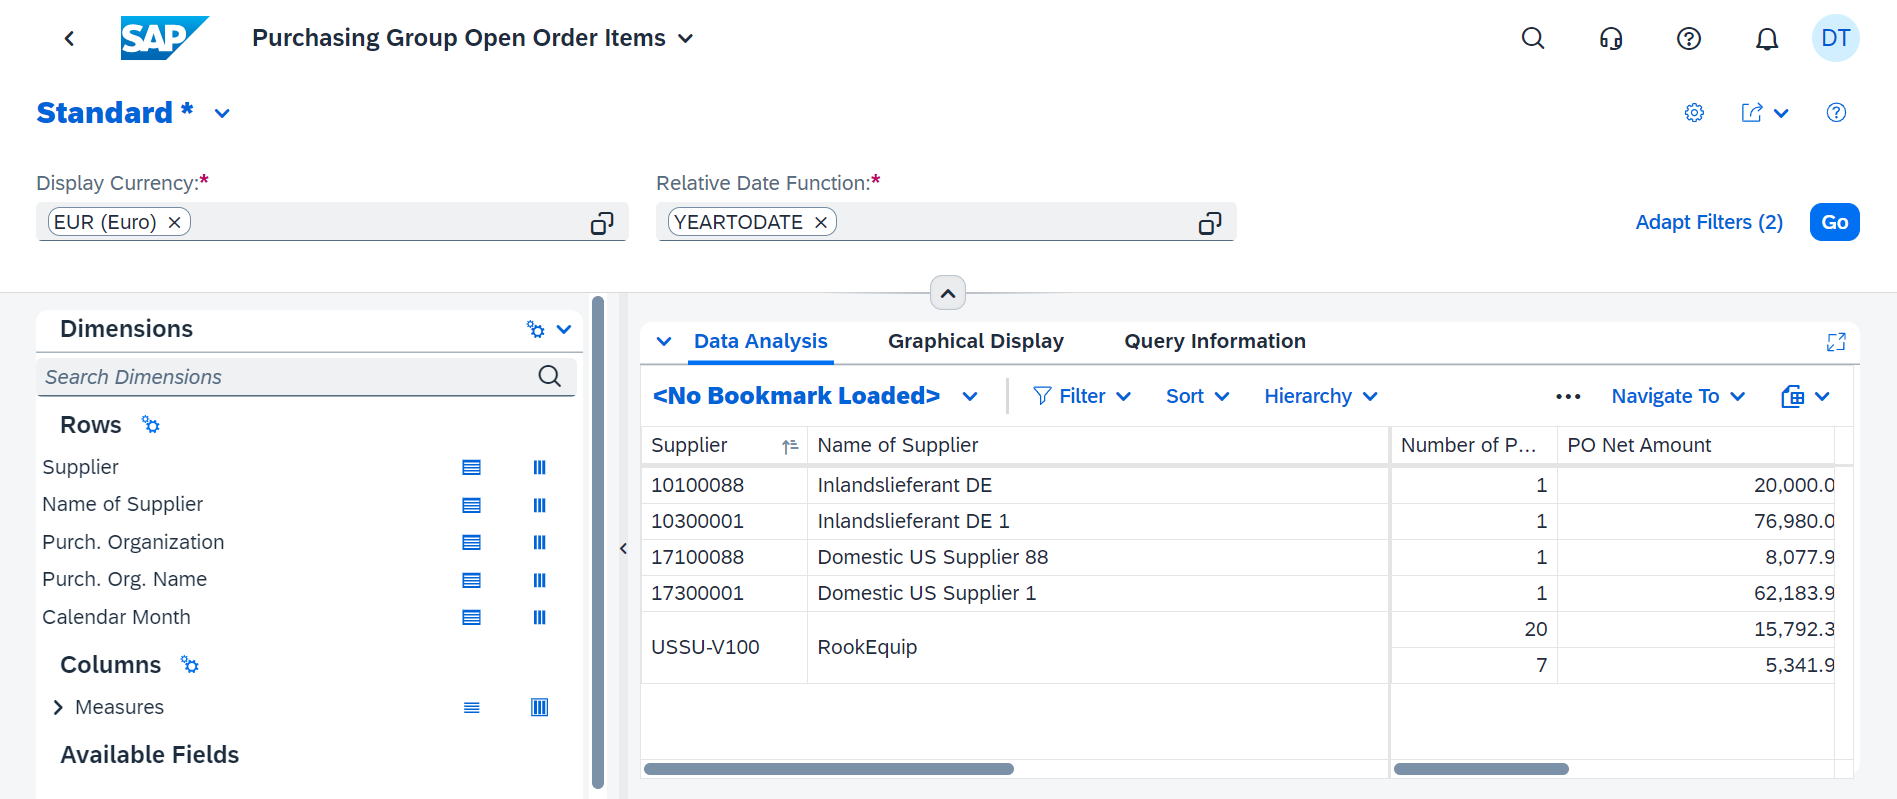 SAP
Purchasing Group Open Order Items
DT
Standard *
Display Currency:*
Relative Date Function:*
EUR (Euro)
YEARTODATE
Adapt Filters (2)
Go
Dimensions
Search Dimensions
Rows
Supplier
Name of Supplier
Purch. Organization
Purch. Org. Name
Calendar Month
Columns
Measures
Available Fields
Data Analysis Graphical Display Query Information
<No Bookmark Loaded> Filter Sort Hierarchy ... Navigate To
Supplier Name of Supplier Number of P... PO Net Amount
10100088 Inlandslieferant DE 1 20,000.0
10300001 Inlandslieferant DE 1 1 76,980.0
17100088 Domestic US Supplier 88 1 8,077.9
17300001 Domestic US Supplier 1 1 62,183.9
USSU-V100 RookEquip 20 15,792.3
7 5,341.9